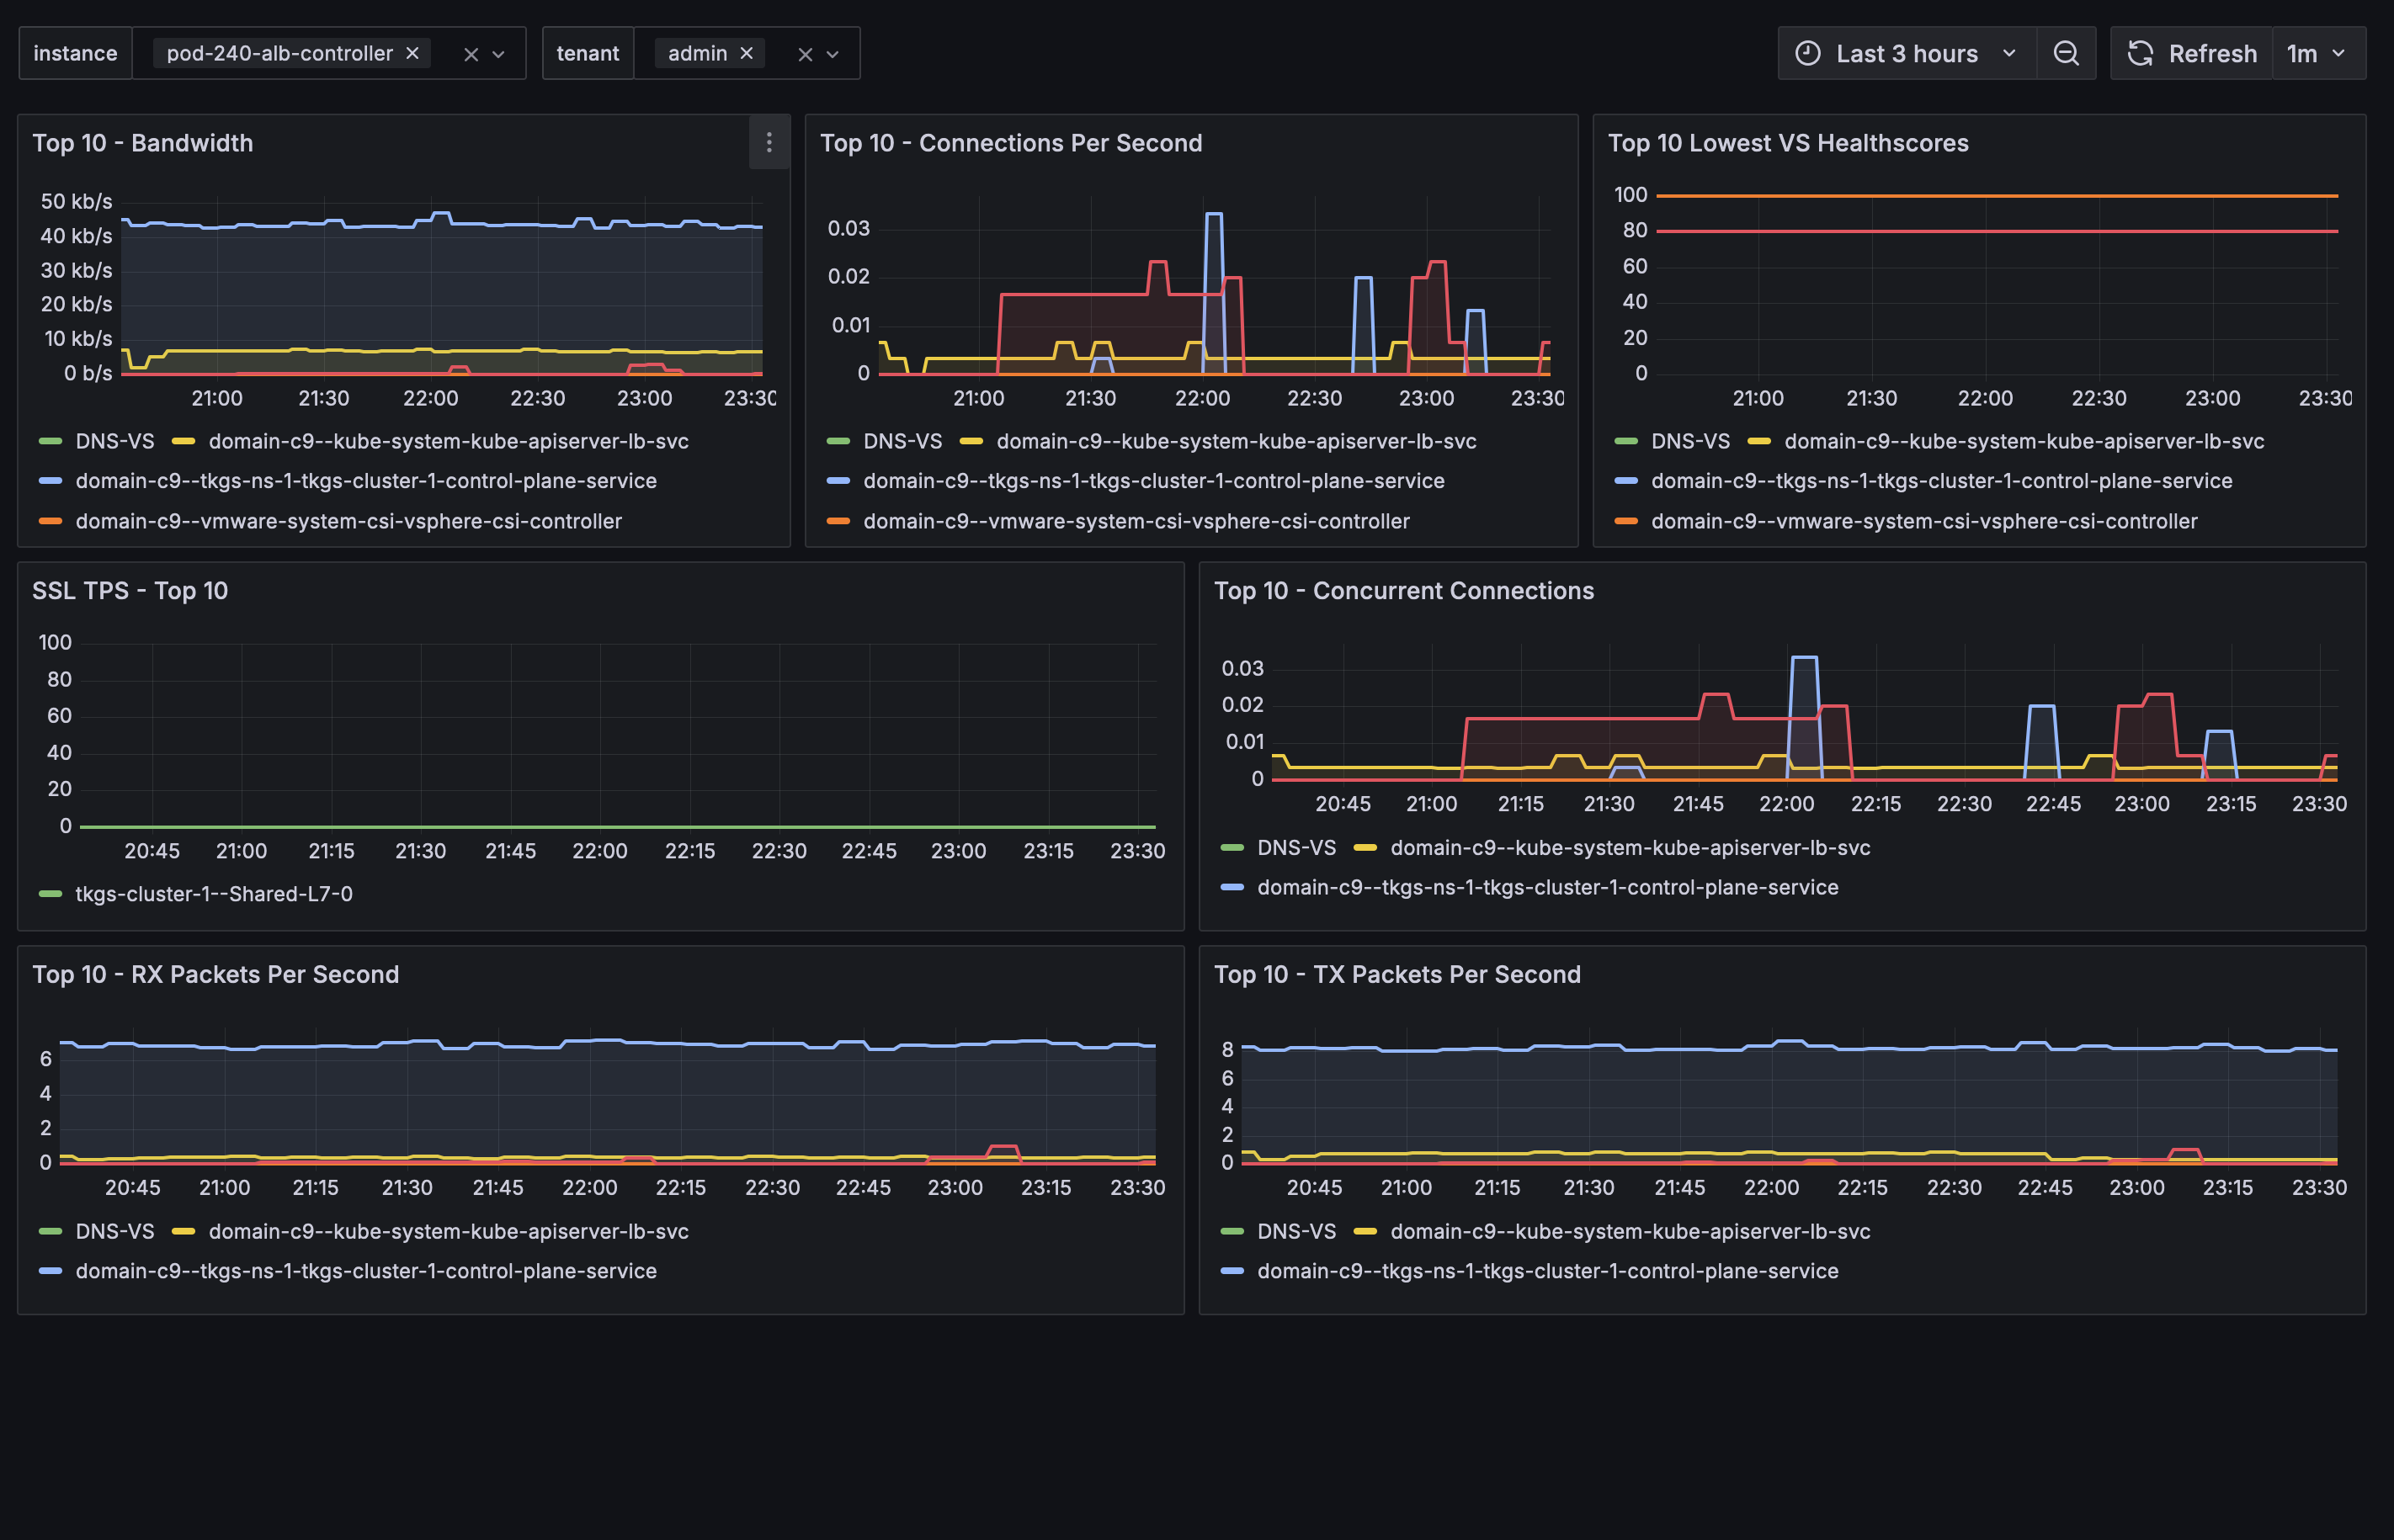 instance pod-240-alb-controller tenant admin Last 3 hours Refresh 1m
Top 10 - Bandwidth
50 kb/s
40 kb/s
30 kb/s
20 kb/s
10 kb/s
0 b/s
21:00 21:30 22:00 22:30 23:00 23:30
DNS-VS domain-c9--kube-system-kube-apiserver-lb-svc
domain-c9--tkgs-ns-1-tkgs-cluster-1-control-plane-service
domain-c9--vmware-system-csi-vsphere-csi-controller
Top 10 - Connections Per Second
0.03
0.02
0.01
0
21:00 21:30 22:00 22:30 23:00 23:30
DNS-VS domain-c9--kube-system-kube-apiserver-lb-svc
domain-c9--tkgs-ns-1-tkgs-cluster-1-control-plane-service
domain-c9--vmware-system-csi-vsphere-csi-controller
Top 10 Lowest VS Healthscores
100
80
60
40
20
0
21:00 21:30 22:00 22:30 23:00 23:30
DNS-VS domain-c9--kube-system-kube-apiserver-lb-svc
domain-c9--tkgs-ns-1-tkgs-cluster-1-control-plane-service
domain-c9--vmware-system-csi-vsphere-csi-controller
SSL TPS - Top 10
100
80
60
40
20
0
20:45 21:00 21:15 21:30 21:45 22:00 22:15 22:30 22:45 23:00 23:15 23:30
tkgs-cluster-1--Shared-L7-0
Top 10 - Concurrent Connections
0.03
0.02
0.01
0
20:45 21:00 21:15 21:30 21:45 22:00 22:15 22:30 22:45 23:00 23:15 23:30
DNS-VS domain-c9--kube-system-kube-apiserver-lb-svc
domain-c9--tkgs-ns-1-tkgs-cluster-1-control-plane-service
Top 10 - RX Packets Per Second
6
4
2
0
20:45 21:00 21:15 21:30 21:45 22:00 22:15 22:30 22:45 23:00 23:15 23:30
DNS-VS domain-c9--kube-system-kube-apiserver-lb-svc
domain-c9--tkgs-ns-1-tkgs-cluster-1-control-plane-service
Top 10 - TX Packets Per Second
8
6
4
2
0
20:45 21:00 21:15 21:30 21:45 22:00 22:15 22:30 22:45 23:00 23:15 23:30
DNS-VS domain-c9--kube-system-kube-apiserver-lb-svc
domain-c9--tkgs-ns-1-tkgs-cluster-1-control-plane-service